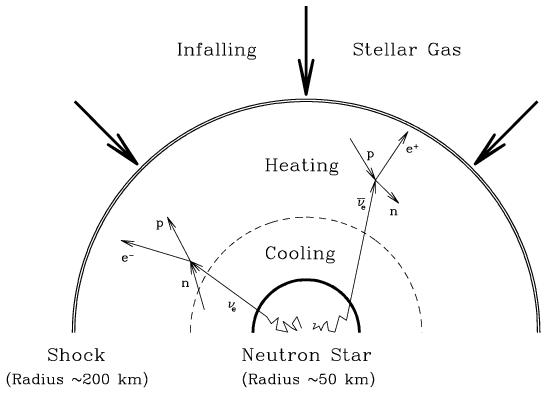 Infalling Stellar Gas
Heating
p
e⁺
ν̅ₑ
n
Cooling
p
e⁻
n
νₑ
Shock
(Radius ~200 km)
Neutron Star
(Radius ~50 km)